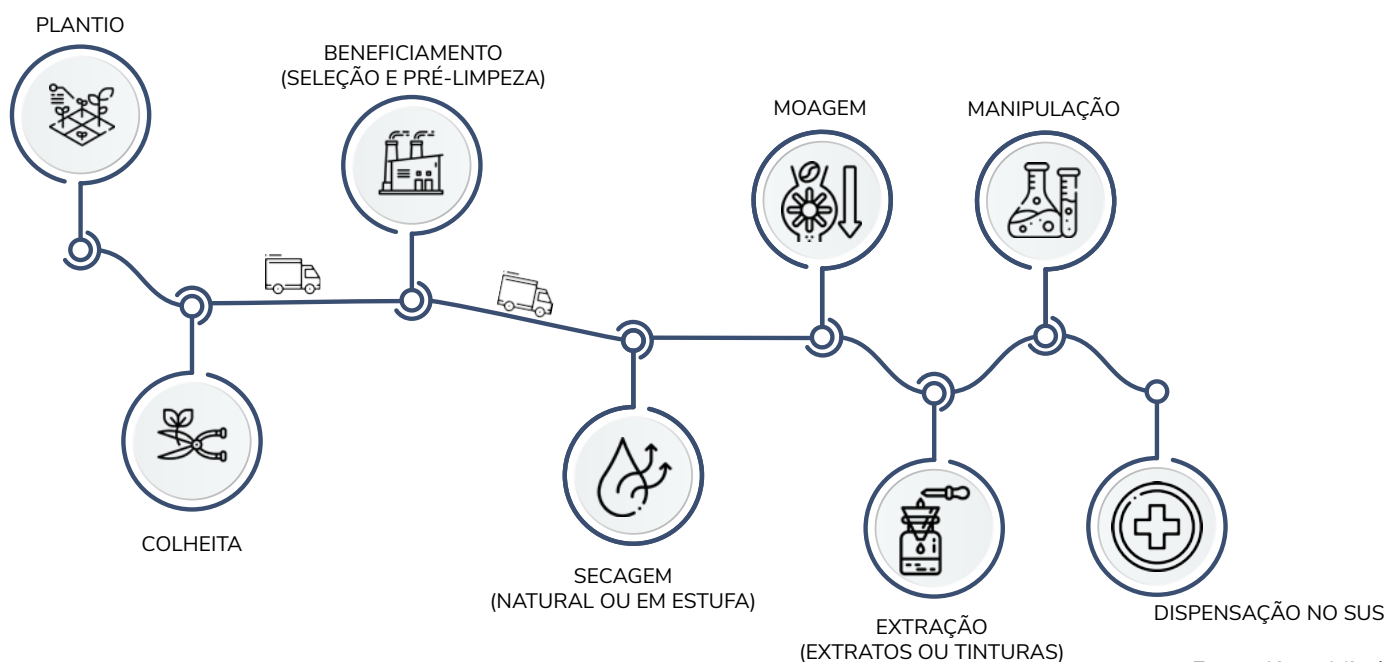 PLANTIO
COLHEITA
BENEFICIAMENTO
(SELEÇÃO E PRÉ-LIMPEZA)
SECAGEM
(NATURAL OU EM ESTUFA)
MOAGEM
EXTRAÇÃO
(EXTRATOS OU TINTURAS)
MANIPULAÇÃO
DISPENSAÇÃO NO SUS